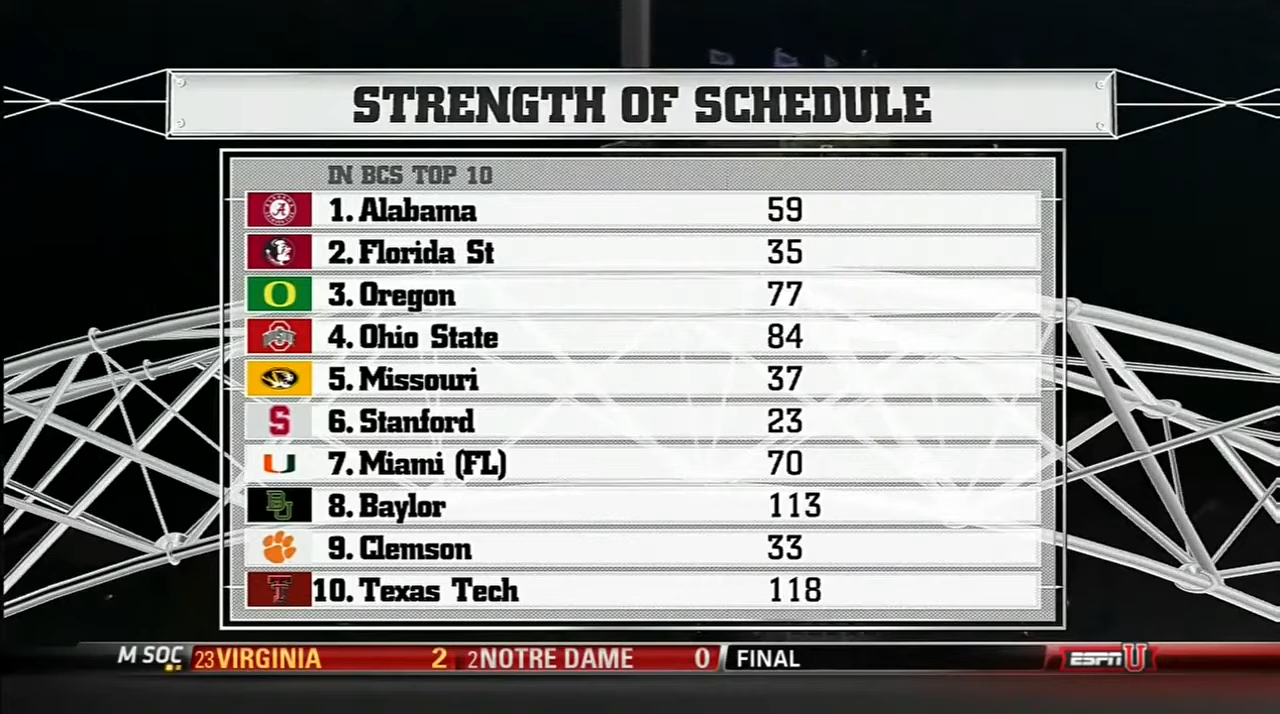 STRENGTH OF SCHEDULE
IN BCS TOP 10
1. Alabama 59
2. Florida St 35
O 3. Oregon 77
4. Ohio State 84
5. Missouri 37
S 6. Stanford 23
U 7. Miami (FL) 70
BU 8. Baylor 113
9. Clemson 33
T 10. Texas Tech 118
M SOC 23 VIRGINIA 2 2 NOTRE DAME 0 FINAL ESPN U